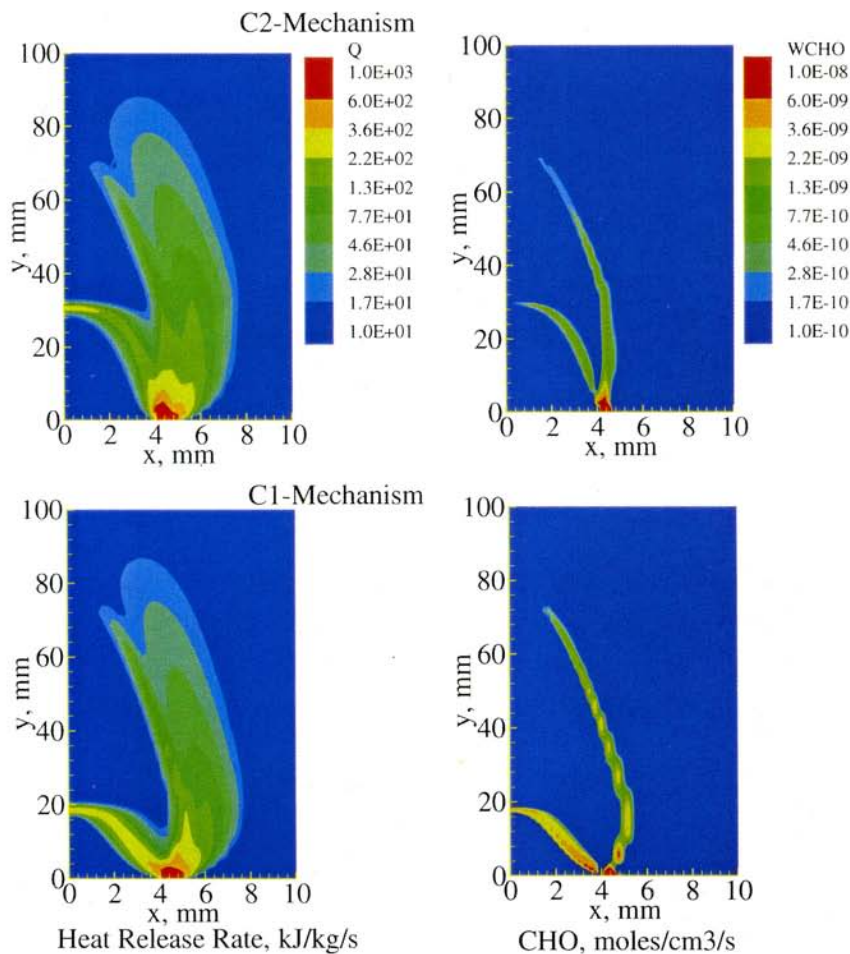 C2-Mechanism
Q
1.0E+03
6.0E+02
3.6E+02
2.2E+02
1.3E+02
7.7E+01
4.6E+01
2.8E+01
1.7E+01
1.0E+01
100
80
60
40
20
0
y, mm
0 2 4 6 8 10
x, mm
WCHO
1.0E-08
6.0E-09
3.6E-09
2.2E-09
1.3E-09
7.7E-10
4.6E-10
2.8E-10
1.7E-10
1.0E-10
100
80
60
40
20
0
y, mm
0 2 4 6 8 10
x, mm
C1-Mechanism
100
80
60
40
20
0
y, mm
0 2 4 6 8 10
x, mm
Heat Release Rate, kJ/kg/s
100
80
60
40
20
0
y, mm
0 2 4 6 8 10
x, mm
CHO, moles/cm3/s